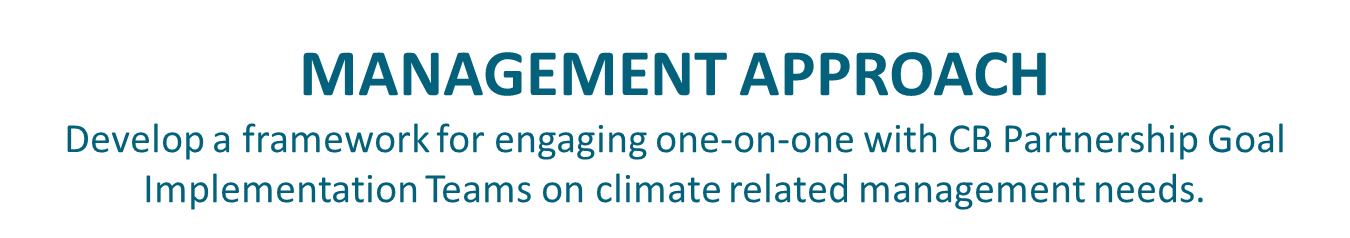 MANAGEMENT APPROACH
Develop a framework for engaging one-on-one with CB Partnership Goal
Implementation Teams on climate related management needs.